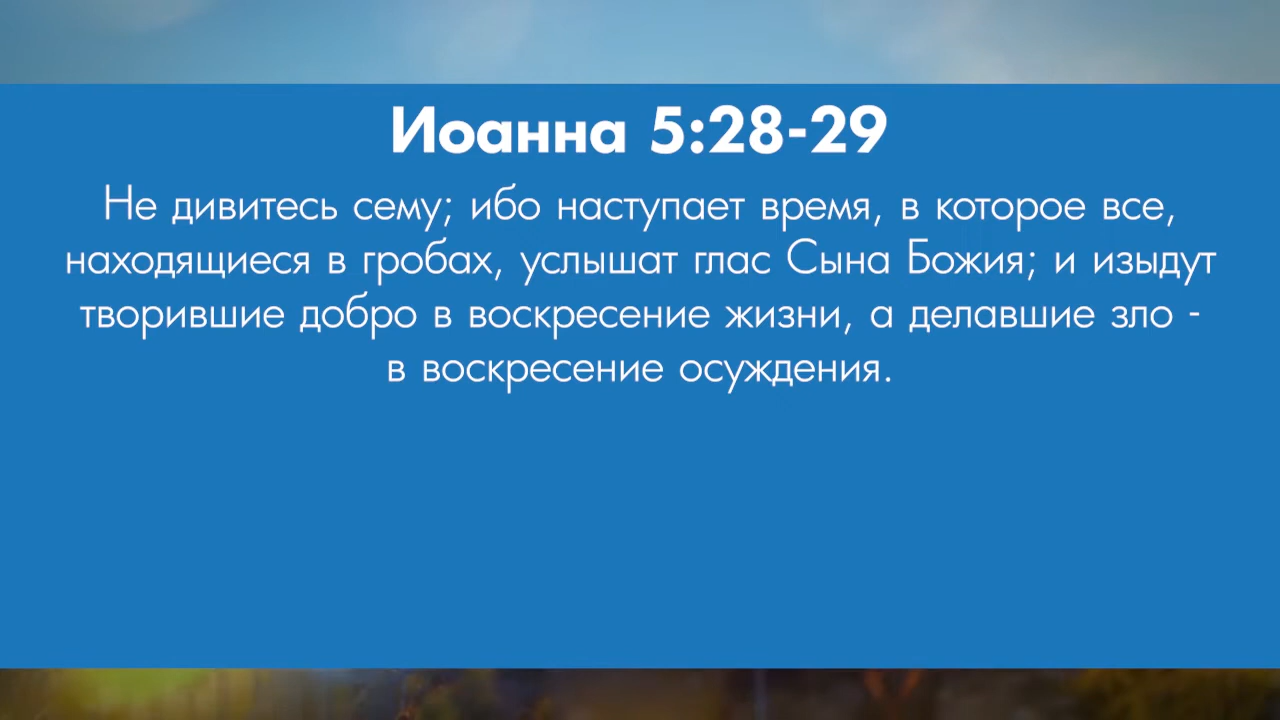 Иоанна 5:28-29
Не дивитесь сему; ибо наступает время, в которое все,
находящиеся в гробах, услышат глас Сына Божия; и изыдут
творившие добро в воскресение жизни, а делавшие зло -
в воскресение осуждения.